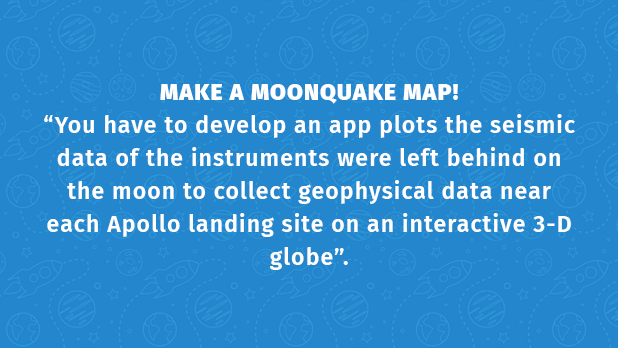 MAKE A MOONQUAKE MAP!
“You have to develop an app plots the seismic
data of the instruments were left behind on
the moon to collect geophysical data near
each Apollo landing site on an interactive 3-D
globe”.